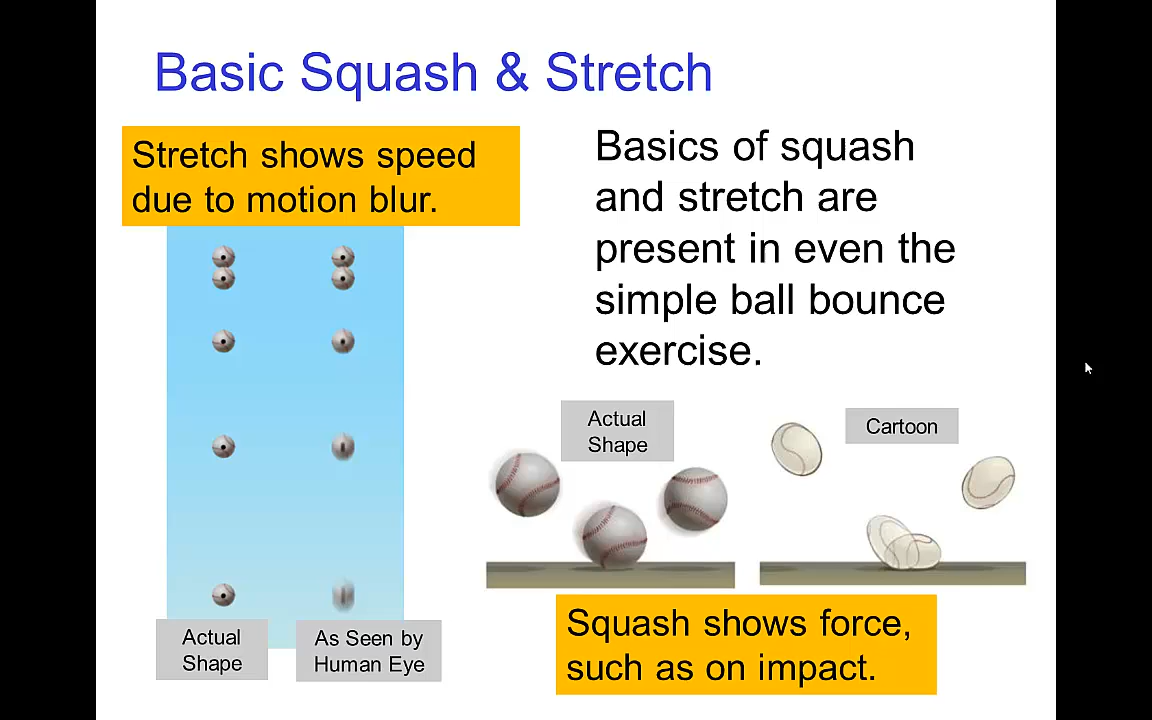 Basic Squash & Stretch
Stretch shows speed
due to motion blur.
Basics of squash
and stretch are
present in even the
simple ball bounce
exercise.
Actual
Shape
Cartoon
Squash shows force,
such as on impact.
Actual
Shape
As Seen by
Human Eye